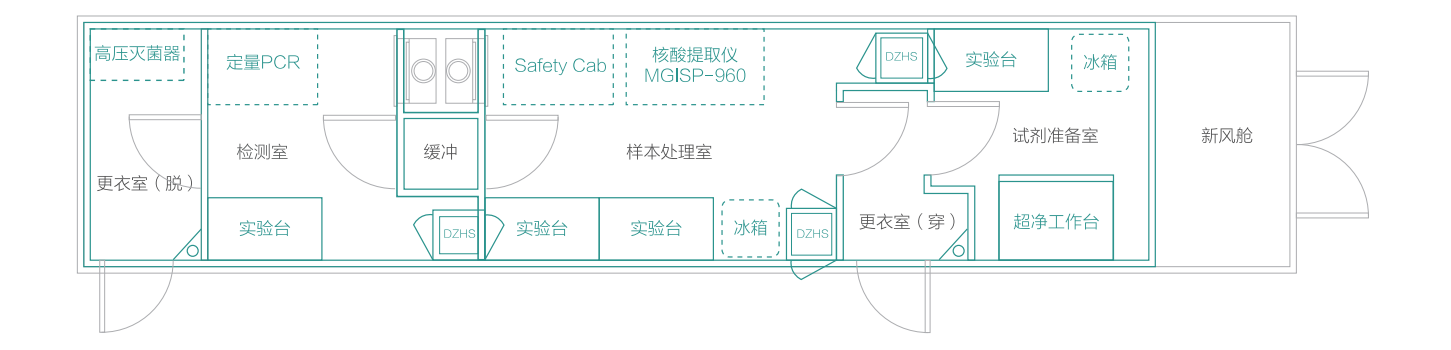 高压灭菌器
定量PCR
Safety Cab
核酸提取仪
MGISP-960
DZHS
实验台
冰箱
检测室
缓冲
样本处理室
试剂准备室
新风舱
更衣室(脱)
实验台
DZHS
实验台
实验台
冰箱
DZHS
更衣室(穿)
超净工作台